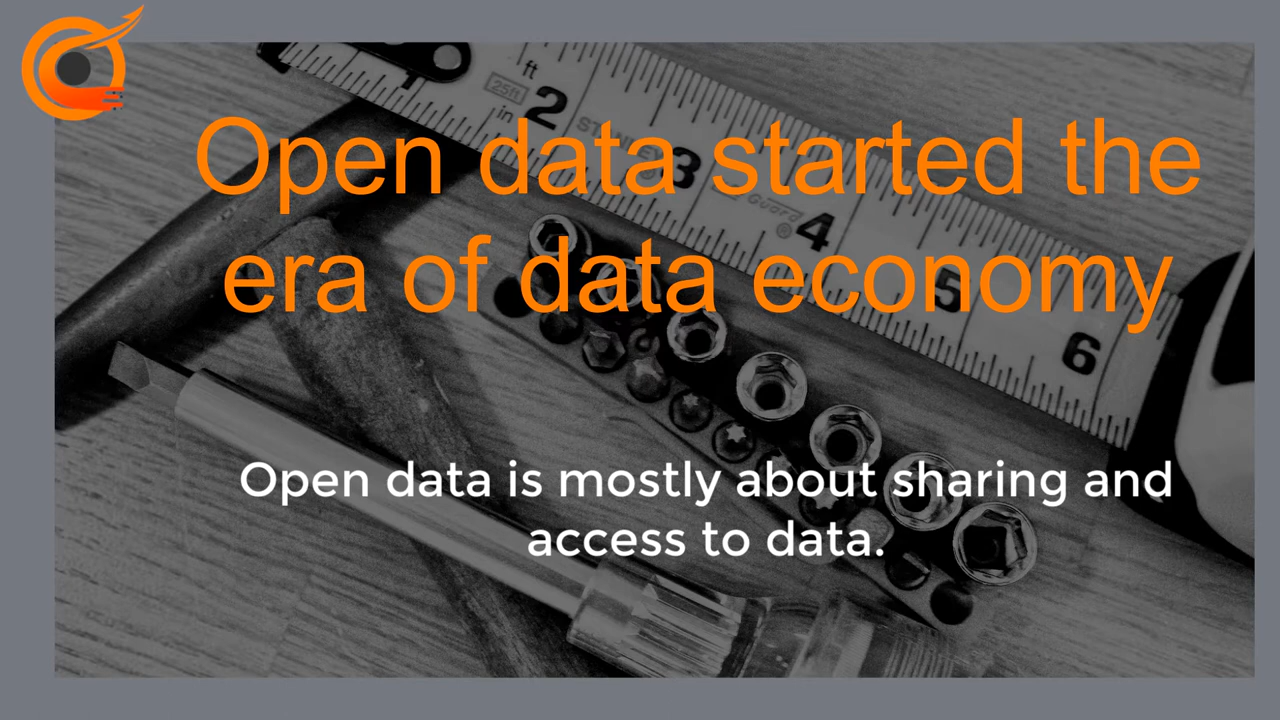 ft
25ft
in
2
3
4
5
6
Open data started the
era of data economy
Open data is mostly about sharing and
access to data.